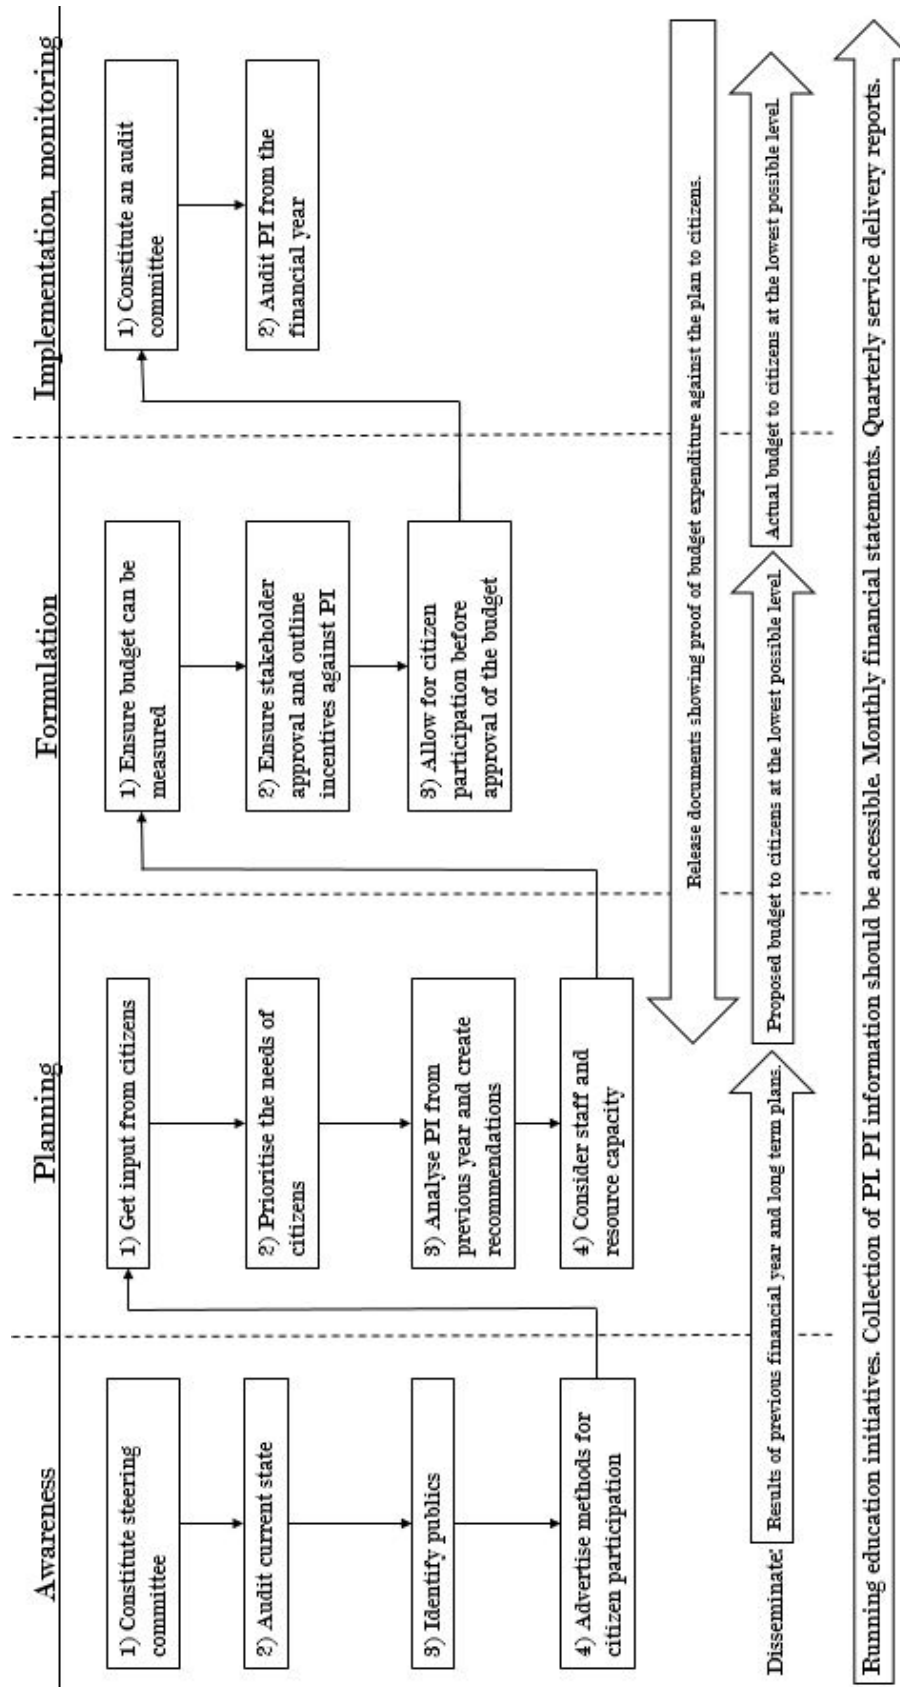 Awareness
1) Constitute steering
committee
2) Audit current state
3) Identify publics
4) Advertise methods for
citizen participation
Planning
1) Get input from citizens
2) Prioritise the needs of
citizens
3) Analyse PI from
previous year and create
recommendations
4) Consider staff and
resource capacity
Formulation
1) Ensure budget can be
measured
2) Ensure stakeholder
approval and outline
incentives against PI
3) Allow for citizen
participation before
approval of the budget
Implementation, monitoring
1) Constitute an audit
committee
2) Audit PI from the
financial year
Release documents showing proof of budget expenditure against the plan to citizens.
Disseminate:
Results of previous financial year and long term plans.
Proposed budget to citizens at the lowest possible level.
Actual budget to citizens at the lowest possible level.
Running education initiatives. Collection of PI. PI information should be accessible. Monthly financial statements. Quarterly service delivery reports.